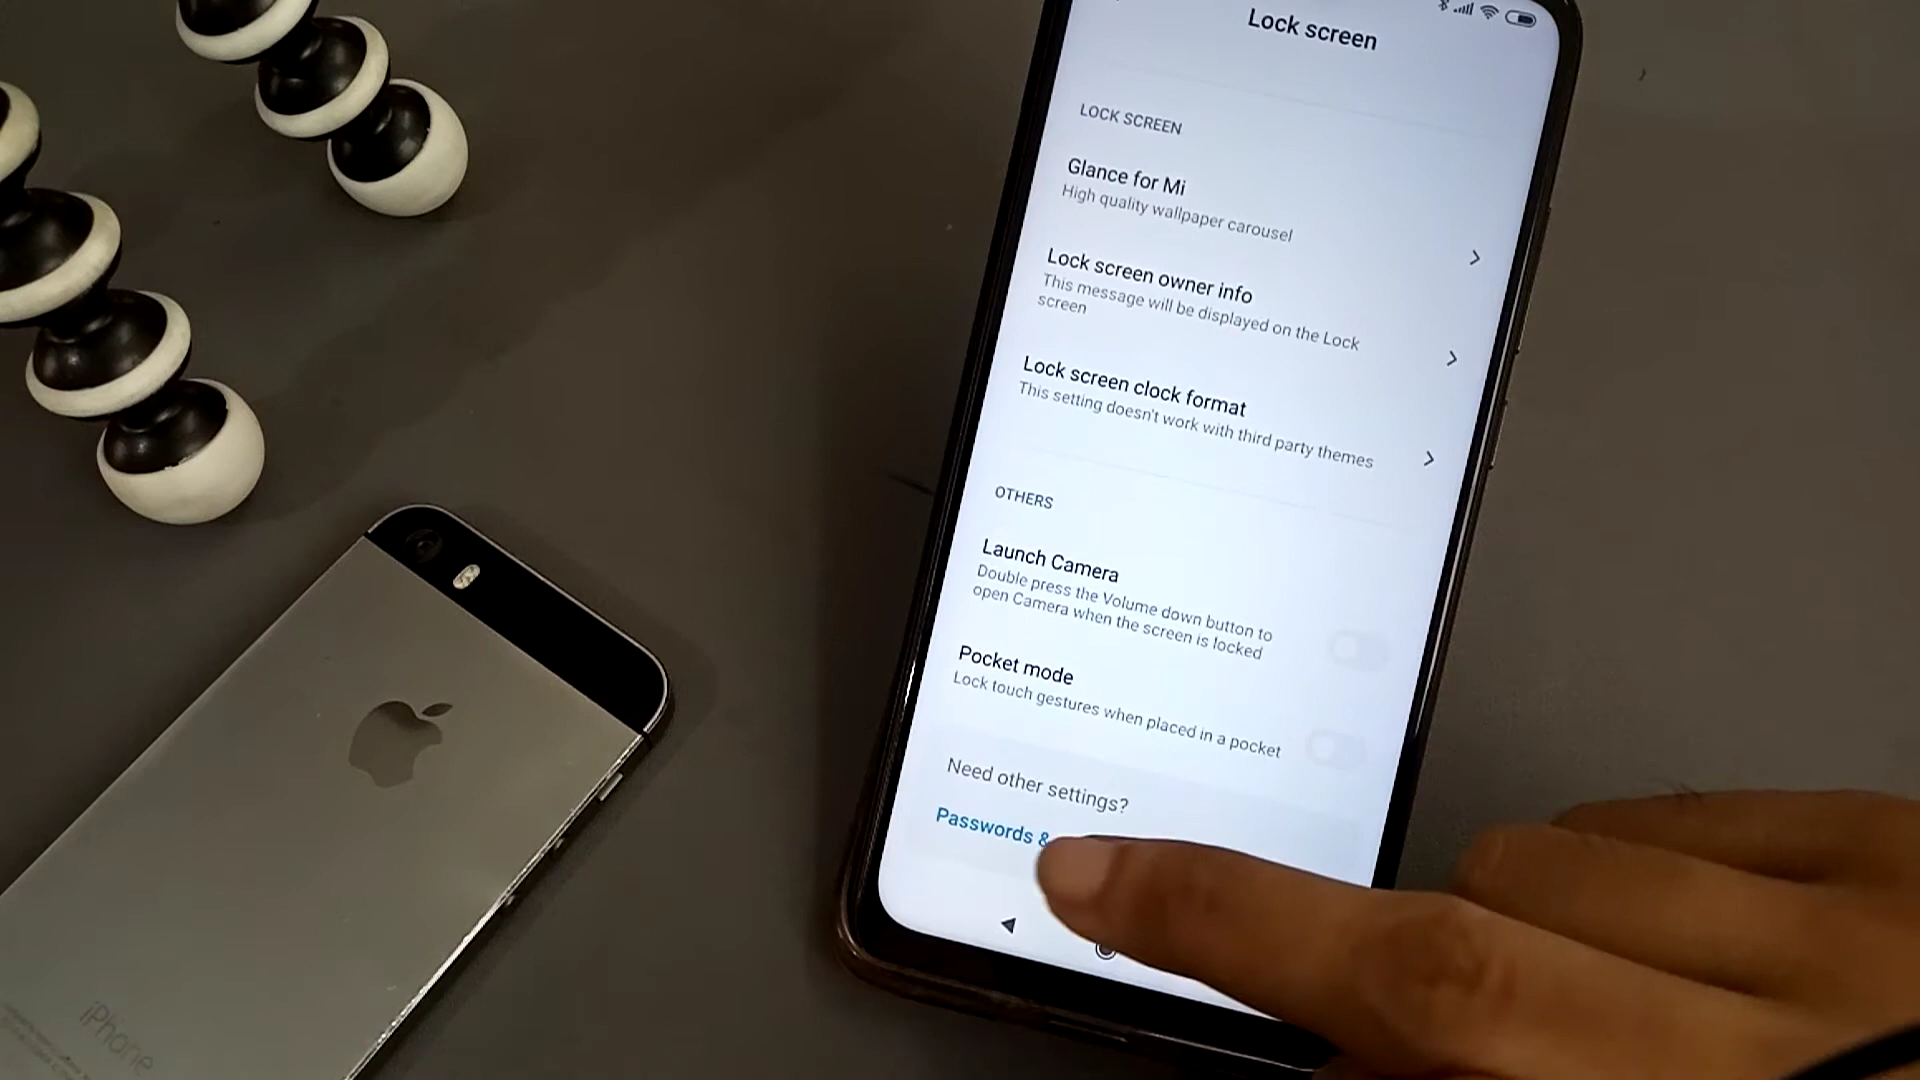 Lock screen
LOCK SCREEN
Glance for Mi
High quality wallpaper carousel
Lock screen owner info
This message will be displayed on the Lock
screen
Lock screen clock format
This setting doesn't work with third party themes
OTHERS
Launch Camera
Double press the Volume down button to
open Camera when the screen is locked
Pocket mode
Lock touch gestures when placed in a pocket
Need other settings?
Passwords &
iPhone